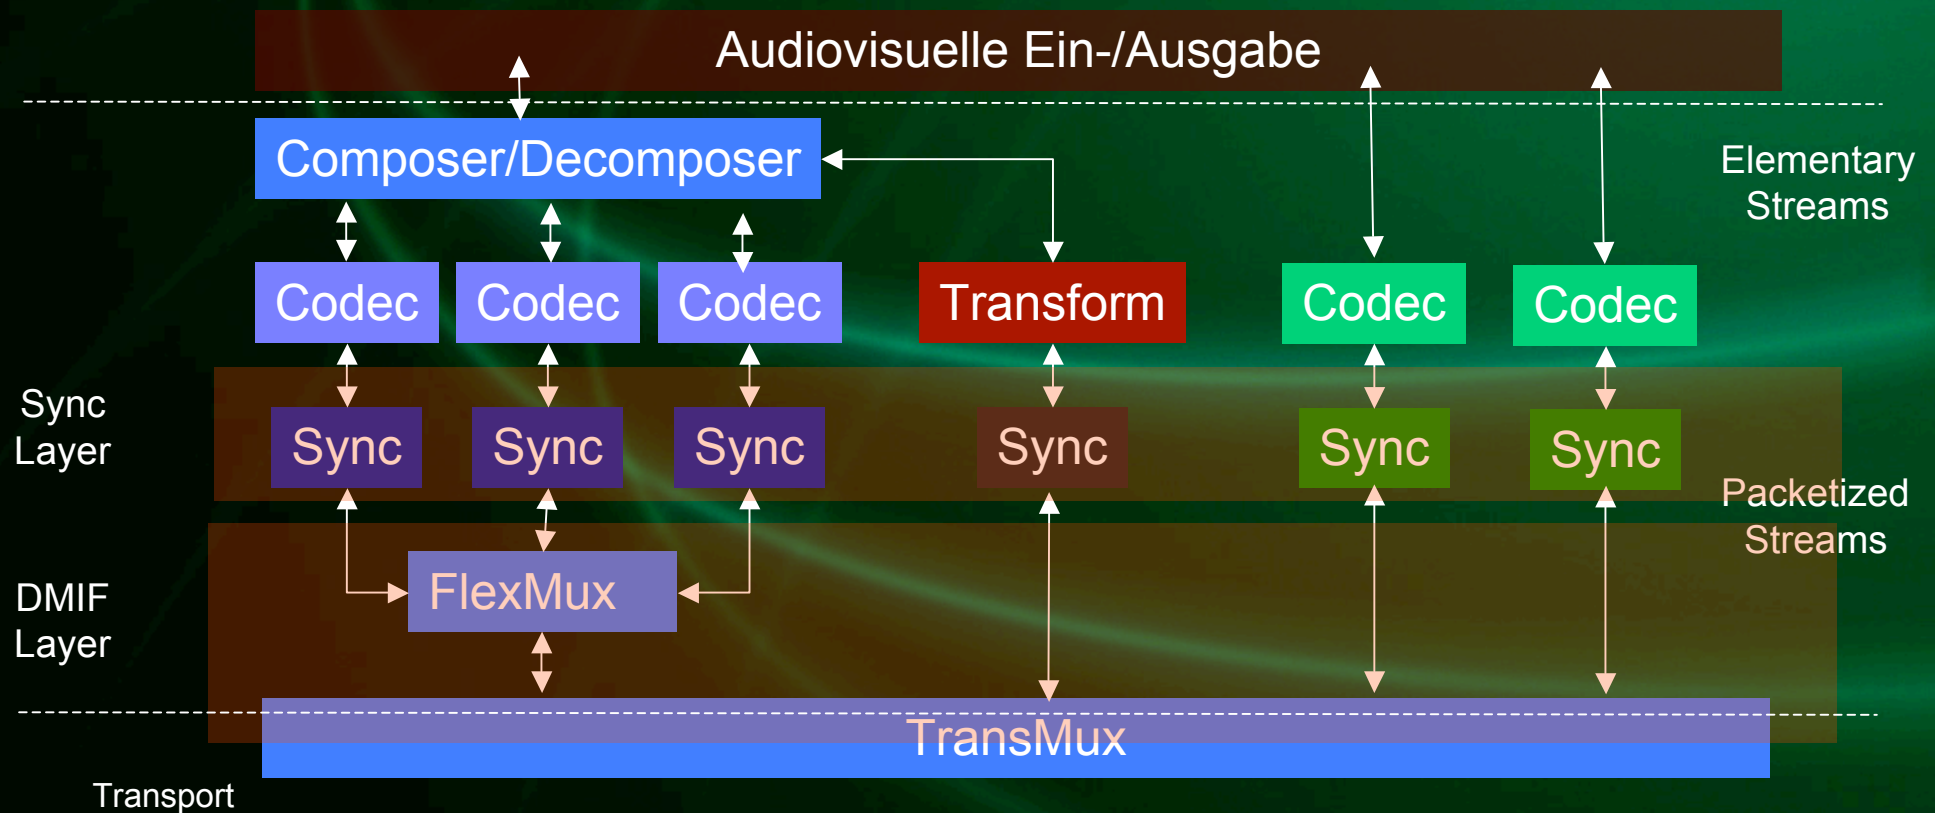 Audiovisuelle Ein-/Ausgabe
Composer/Decomposer
Elementary
Streams
Codec Codec Codec Transform Codec Codec
Sync
Layer
Sync Sync Sync Sync Sync Sync
Packetized
Streams
DMIF
Layer
FlexMux
TransMux
Transport